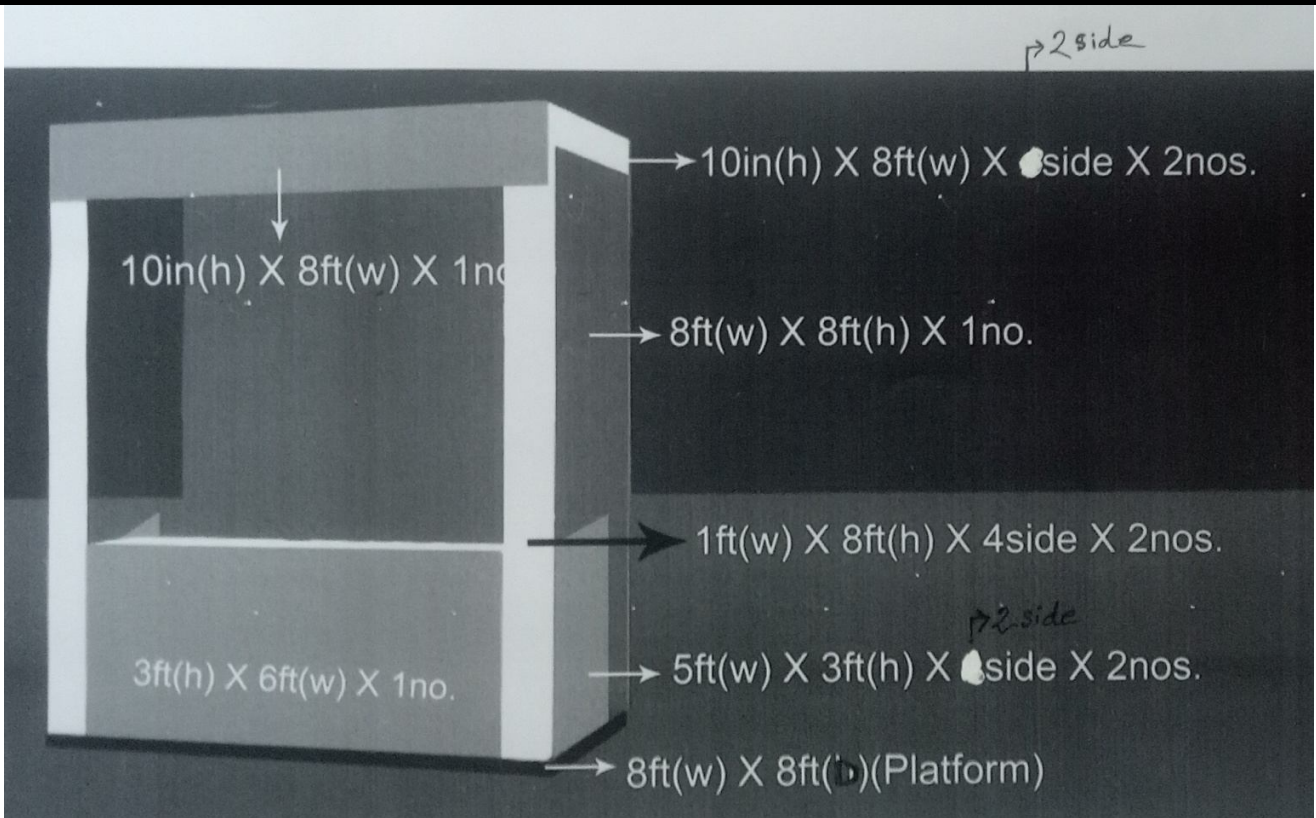 2 side
10in(h) X 8ft(w) X side X 2nos.
10in(h) X 8ft(w) X 1no
8ft(w) X 8ft(h) X 1no.
1ft(w) X 8ft(h) X 4side X 2nos.
2 side
5ft(w) X 3ft(h) X side X 2nos.
3ft(h) X 6ft(w) X 1no.
8ft(w) X 8ft(D)(Platform)